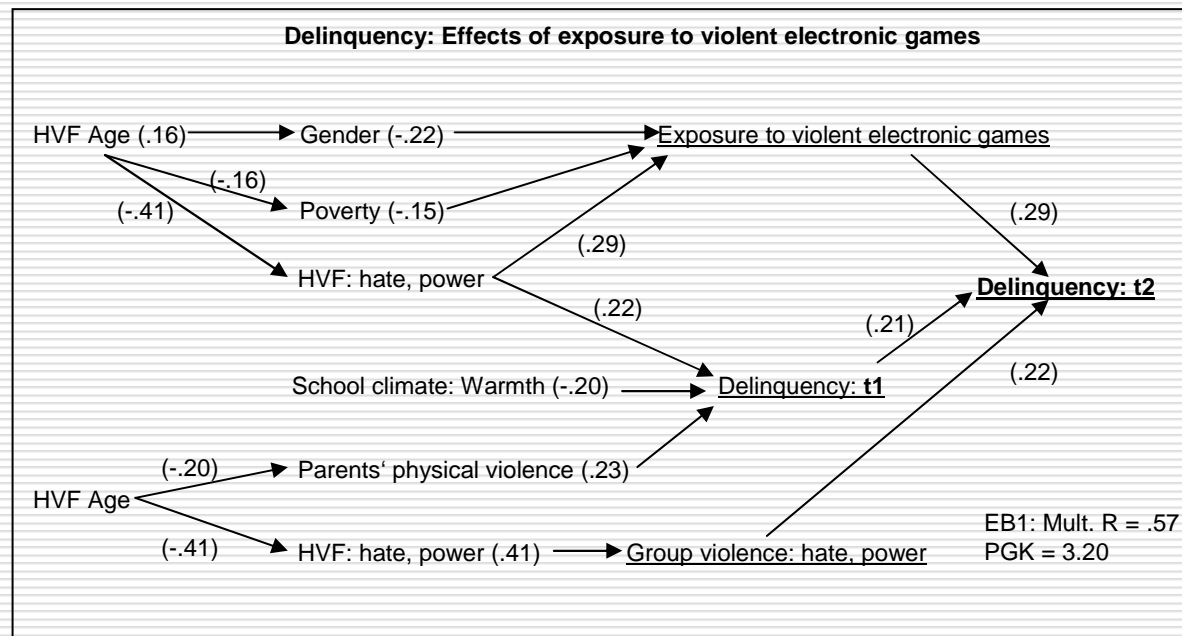 Delinquency: Effects of exposure to violent electronic games
HVF Age (.16) Gender (-.22) Exposure to violent electronic games
(-.16)
(-.41) Poverty (-.15)
(.29) (.29)
HVF: hate, power Delinquency: t2
(.22)
(.21)
(.22)
School climate: Warmth (-.20) Delinquency: t1
(-.20) Parents‘ physical violence (.23)
HVF Age
EB1: Mult. R = .57
(-.41) HVF: hate, power (.41) Group violence: hate, power PGK = 3.20